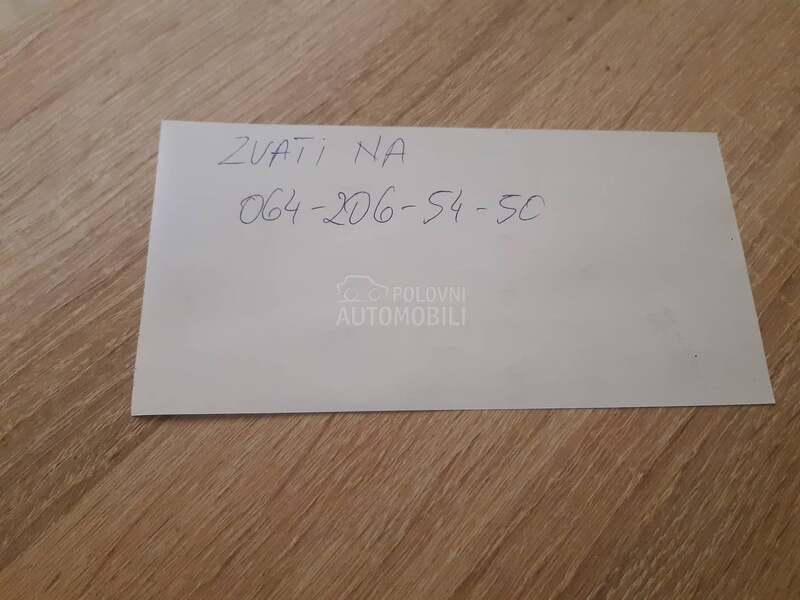 ZVATI NA
064-206-54-50
POLOVNI
AUTOMOBILI